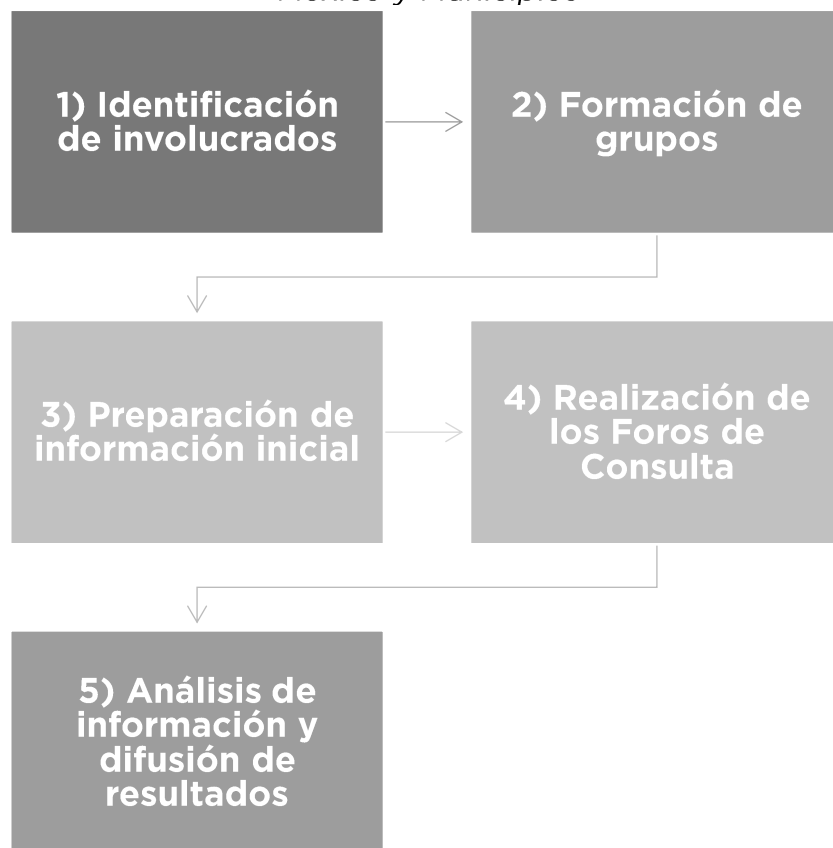 1) Identificación
de involucrados
2) Formación de
grupos
3) Preparación de
información inicial
4) Realización de
los Foros de
Consulta
5) Análisis de
información y
difusión de
resultados